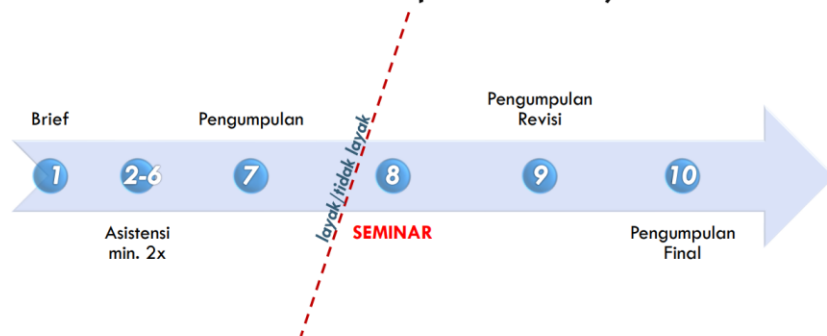 Brief
Pengumpulan
Pengumpulan
Revisi
1
2-6
7
layak/tidak layak
8
9
10
Asistensi
min. 2x
SEMINAR
Pengumpulan
Final